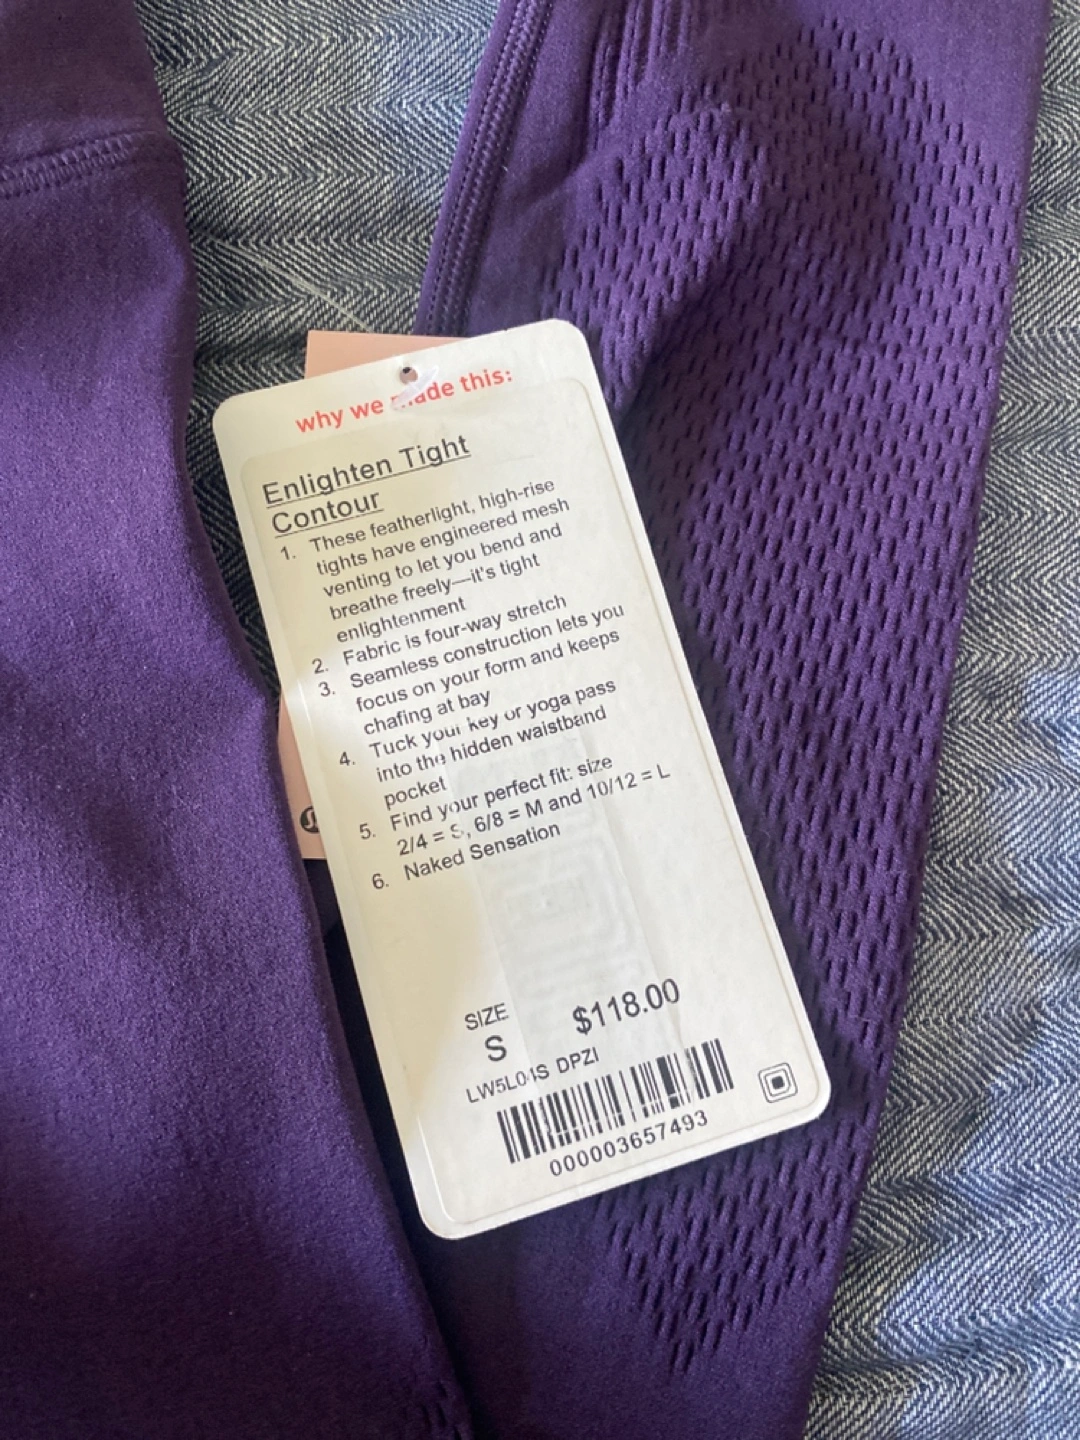 why we made this:
Enlighten Tight
Contour
1. These featherlight, high-rise
tights have engineered mesh
venting to let you bend and
breathe freely—it's tight
enlightenment
2. Fabric is four-way stretch
3. Seamless construction lets you
focus on your form and keeps
chafing at bay
4. Tuck your key or yoga pass
into the hidden waistband
pocket
5. Find your perfect fit: size
2/4 = S, 6/8 = M and 10/12 = L
6. Naked Sensation
SIZE
S
$118.00
DPZI
000003657493